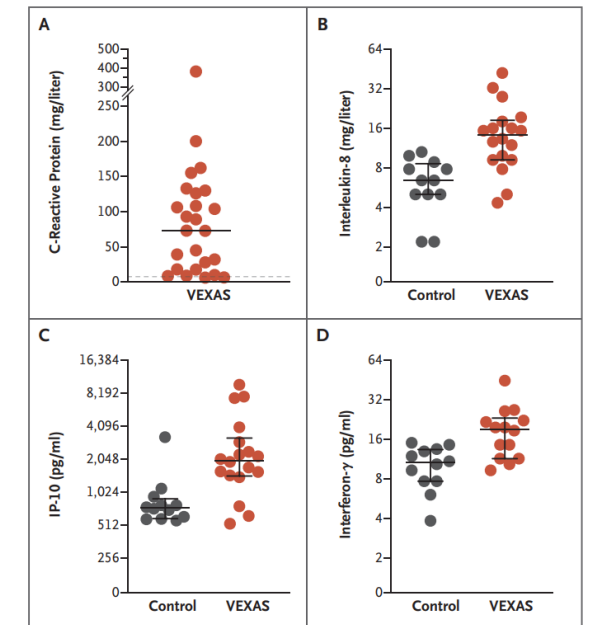 A
C-Reactive Protein (mg/liter)
500
400
300
250
200
150
100
50
0
VEXAS
B
Interleukin-8 (mg/liter)
64
32
16
8
4
2
0
Control VEXAS
C
IP-10 (pg/ml)
16,384
8,192
4,096
2,048
1,024
512
256
0
Control VEXAS
D
Interferon-γ (pg/ml)
64
32
16
8
4
2
0
Control VEXAS